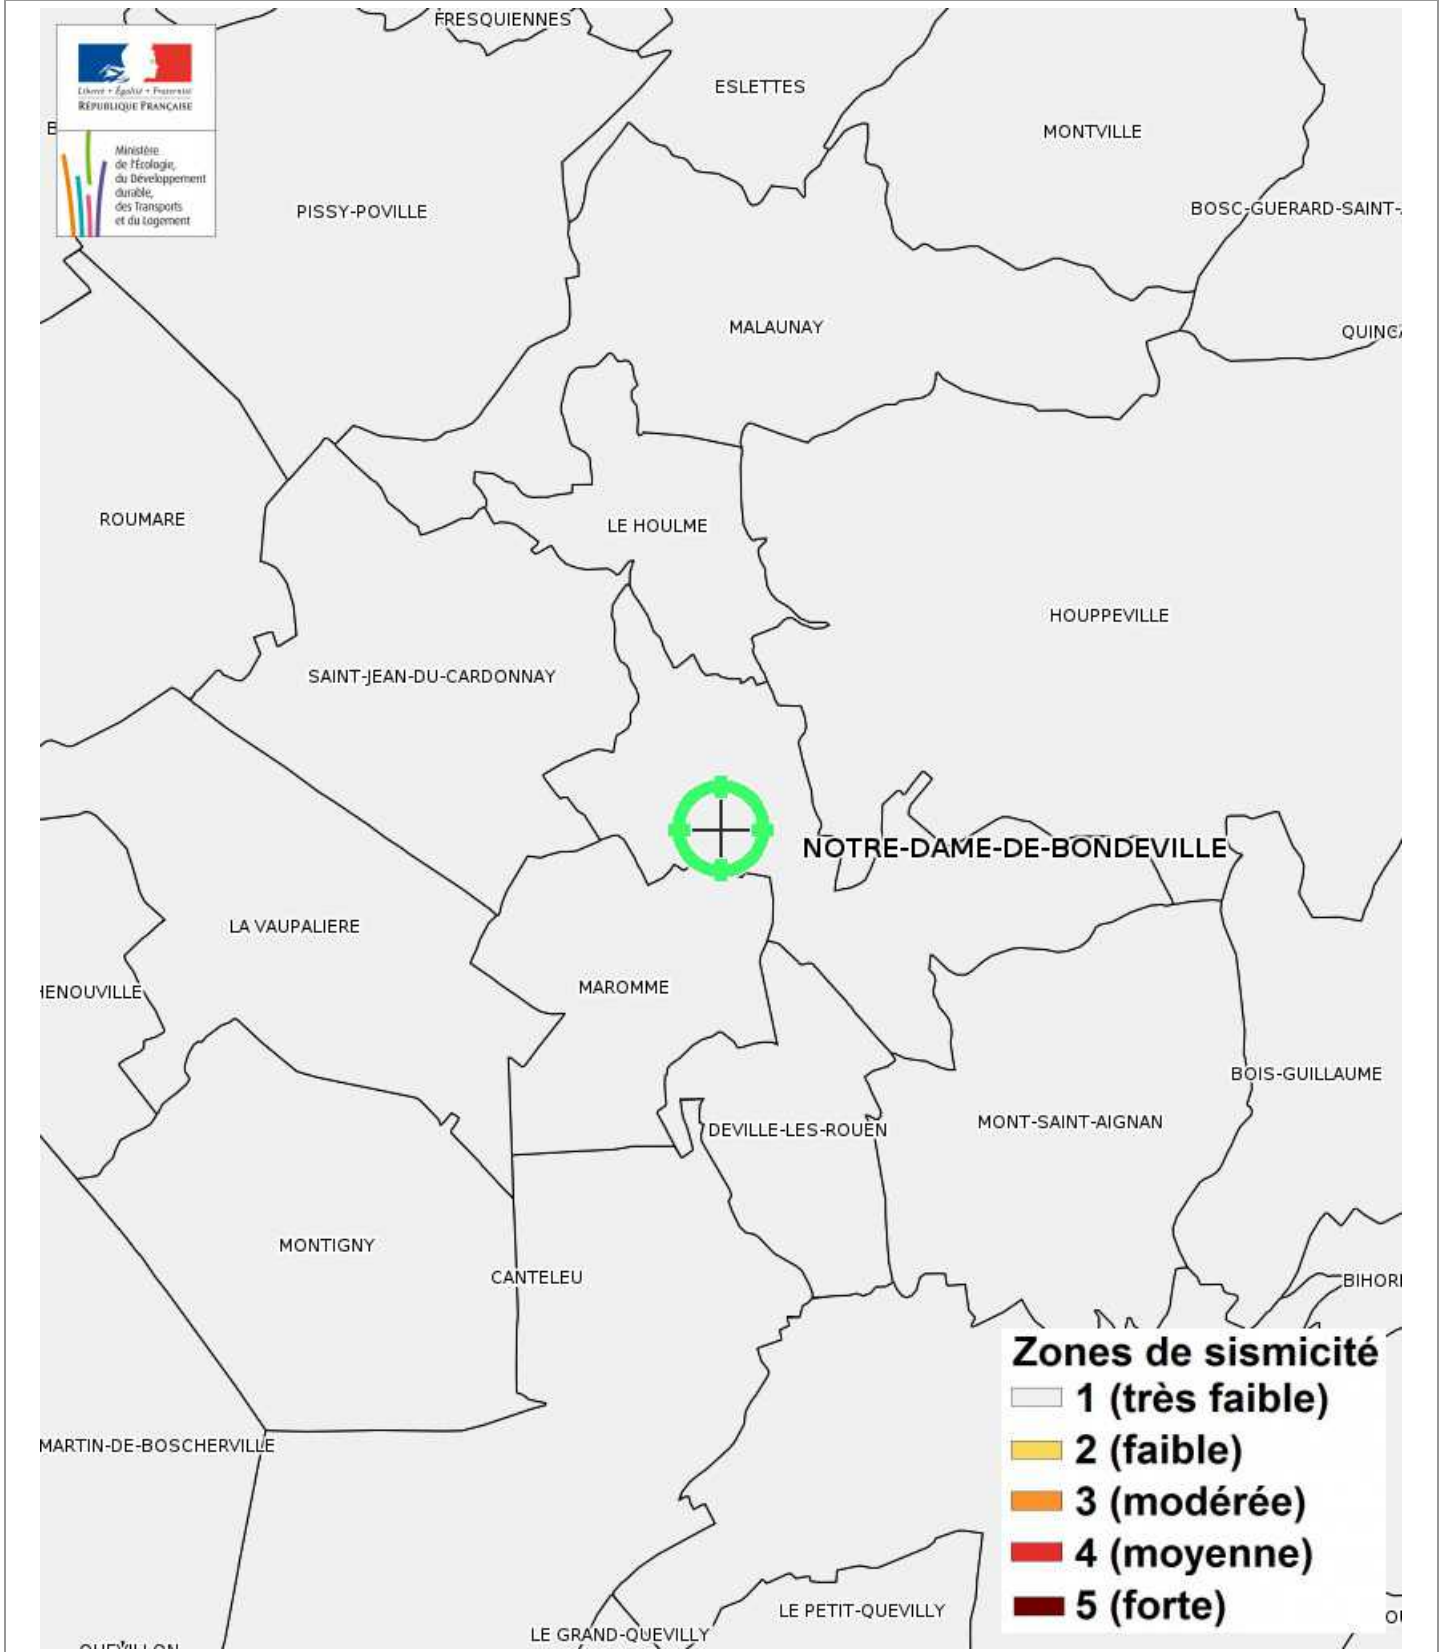 FRESQUIENNES
Liberté • Égalité • Fraternité
RÉPUBLIQUE FRANÇAISE
Ministère
de l'Écologie,
du Développement
durable,
des Transports
et du Logement
ESLETTES
MONTVILLE
PISSY-POVILLE
BOSC-GUERARD-SAINT-
MALAUNAY
QUINCA
ROUMARE
LE HOULME
HOUPPEVILLE
SAINT-JEAN-DU-CARDONNAY
NOTRE-DAME-DE-BONDEVILLE
LA VAUPALIERE
HENOUVILLE
MAROMME
BOIS-GUILLAUME
MONT-SAINT-AIGNAN
DEVILLE-LES-ROUEN
MONTIGNY
CANTELEU
BIHOR
Zones de sismicité
1 (très faible)
2 (faible)
3 (modérée)
4 (moyenne)
5 (forte)
MARTIN-DE-BOSCHERVILLE
LE PETIT-QUEVILLY
LE GRAND-QUEVILLY